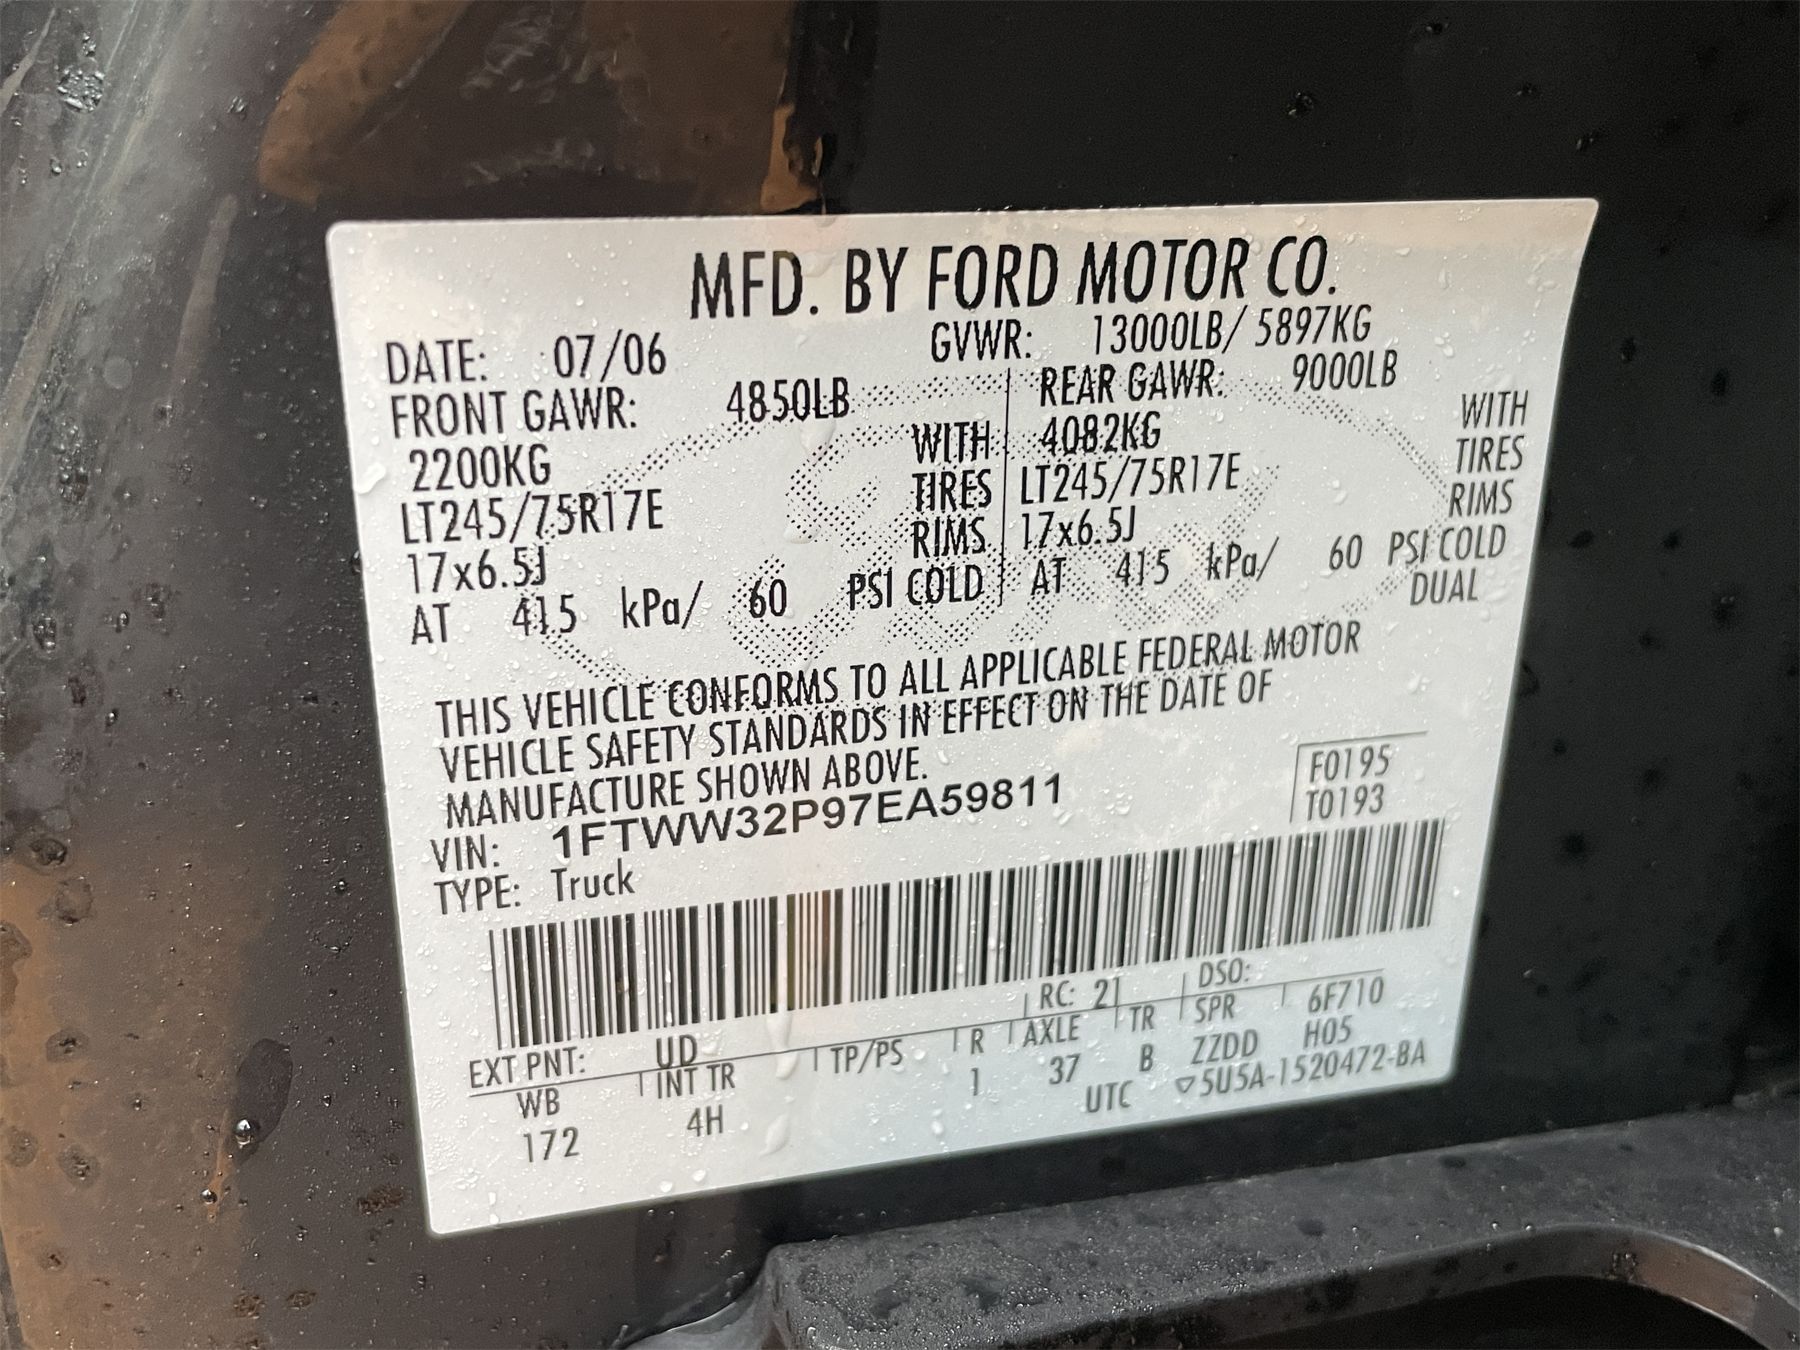 MFD. BY FORD MOTOR CO.
DATE: 07/06 GVWR: 13000LB/ 5897KG
FRONT GAWR: 4850LB REAR GAWR: 9000LB
2200KG WITH 4082KG WITH
LT245/75R17E TIRES LT245/75R17E TIRES
17x6.5J RIMS 17x6.5J RIMS
AT 415 kPa/ 60 PSI COLD AT 415 kPa/ 60 PSI COLD
DUAL
THIS VEHICLE CONFORMS TO ALL APPLICABLE FEDERAL MOTOR
VEHICLE SAFETY STANDARDS IN EFFECT ON THE DATE OF
MANUFACTURE SHOWN ABOVE.
F0195
VIN: 1FTWW32P97EA59811
T0193
TYPE: Truck
EXT PNT: UD RC: 21 DSO:
WB INT TR TP/PS R AXLE TR SPR 6F710
172 4H 1 37 B ZZDD H05
UTC ▽5U5A-1520472-BA